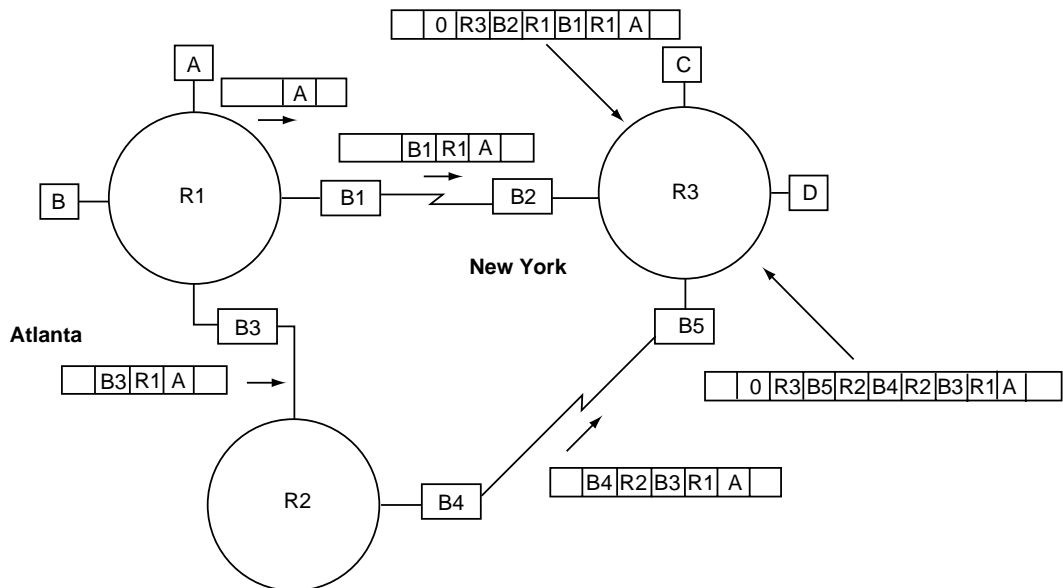 0 R3 B2 R1 B1 R1 A
A
C
A
B1 R1 A
B
R1
B1
B2
R3
D
New York
Atlanta
B3
B5
B3 R1 A
0 R3 B5 R2 B4 R2 B3 R1 A
R2
B4
B4 R2 B3 R1 A